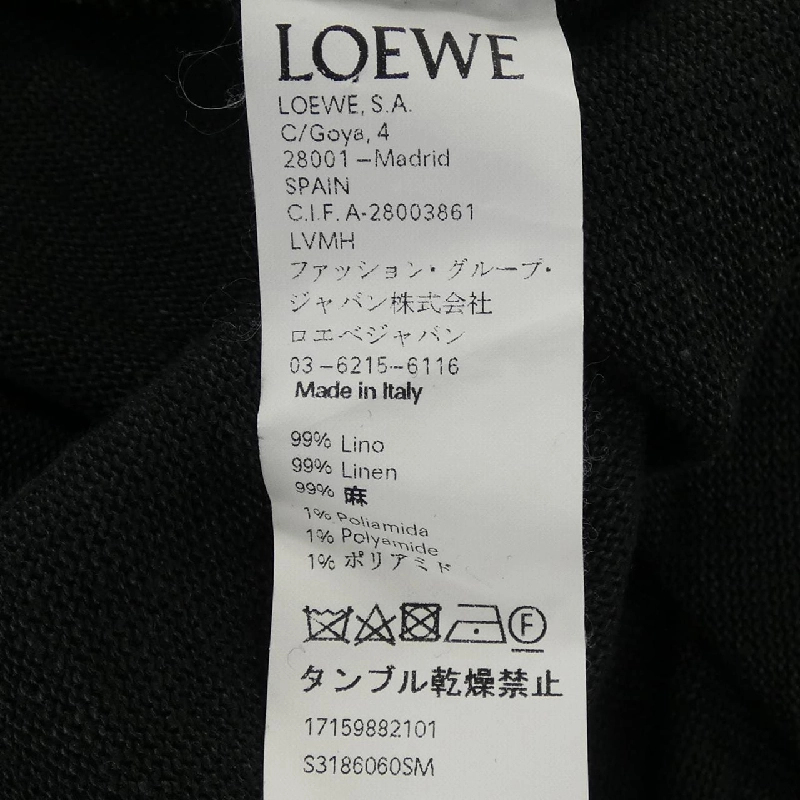 LOEWE
LOEWE, S.A.
C/Goya, 4
28001 – Madrid
SPAIN
C.I.F. A-28003861
LVMH
ファッション・グループ・
ジャパン株式会社
ロエベジャパン
03-6215-6116
Made in Italy
99% Lino
99% Linen
99% 麻
1% Poliamida
1% Polyamide
1% ポリアミド
F
タンブル乾燥禁止
17159882101
S3186060SM